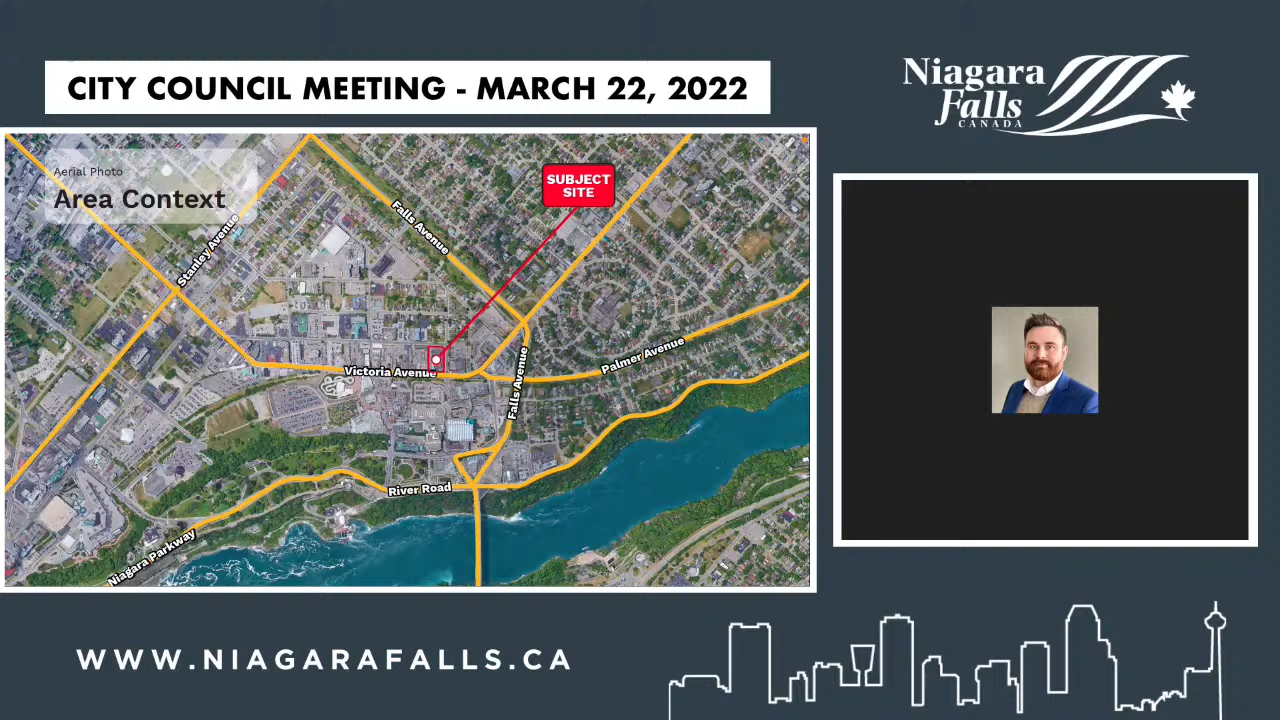 CITY COUNCIL MEETING - MARCH 22, 2022
Niagara
Falls
CANADA
Aerial Photo
Area Context
SUBJECT
SITE
Stanley Avenue
Falls Avenue
Victoria Avenue
Falls Avenue
Palmer Avenue
River Road
Niagara Parkway
WWW.NIAGARAFALLS.CA